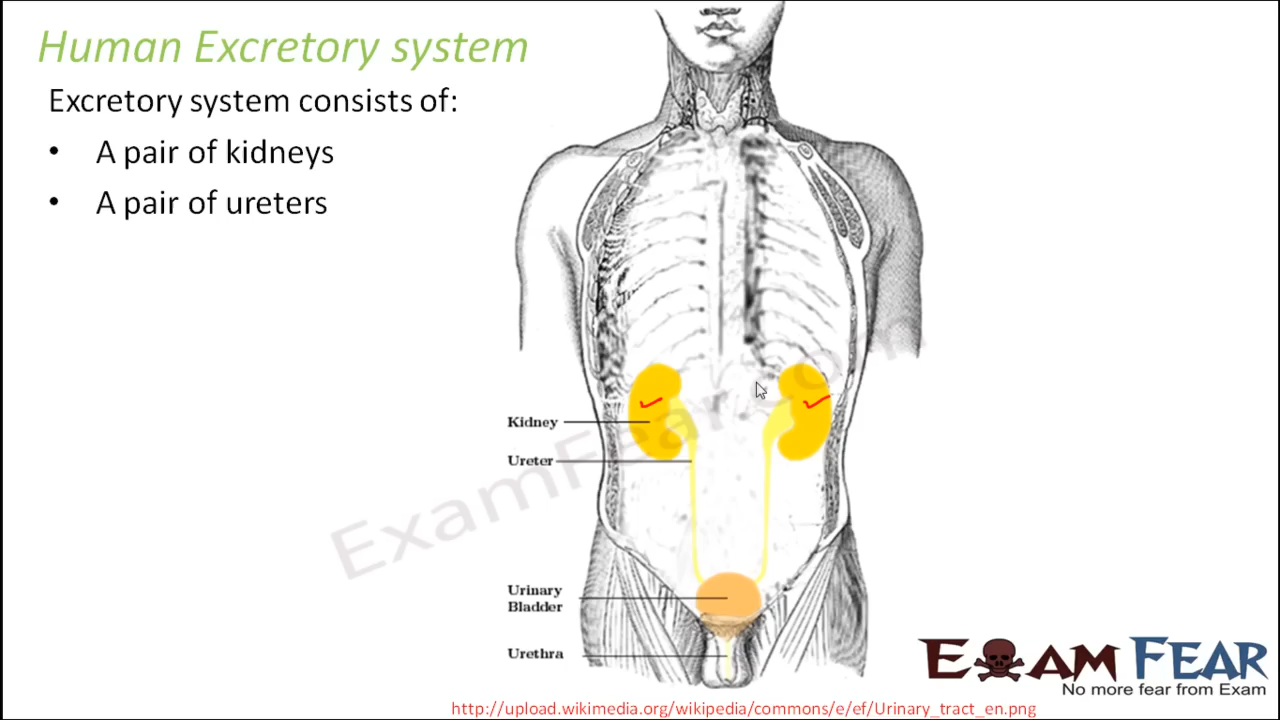 Human Excretory system
Excretory system consists of:
• A pair of kidneys
• A pair of ureters
Kidney
Ureter
Urinary
Bladder
Urethra
ExamFear.com
EXAM FEAR
No more fear from Exam
http://upload.wikimedia.org/wikipedia/commons/e/ef/Urinary_tract_en.png